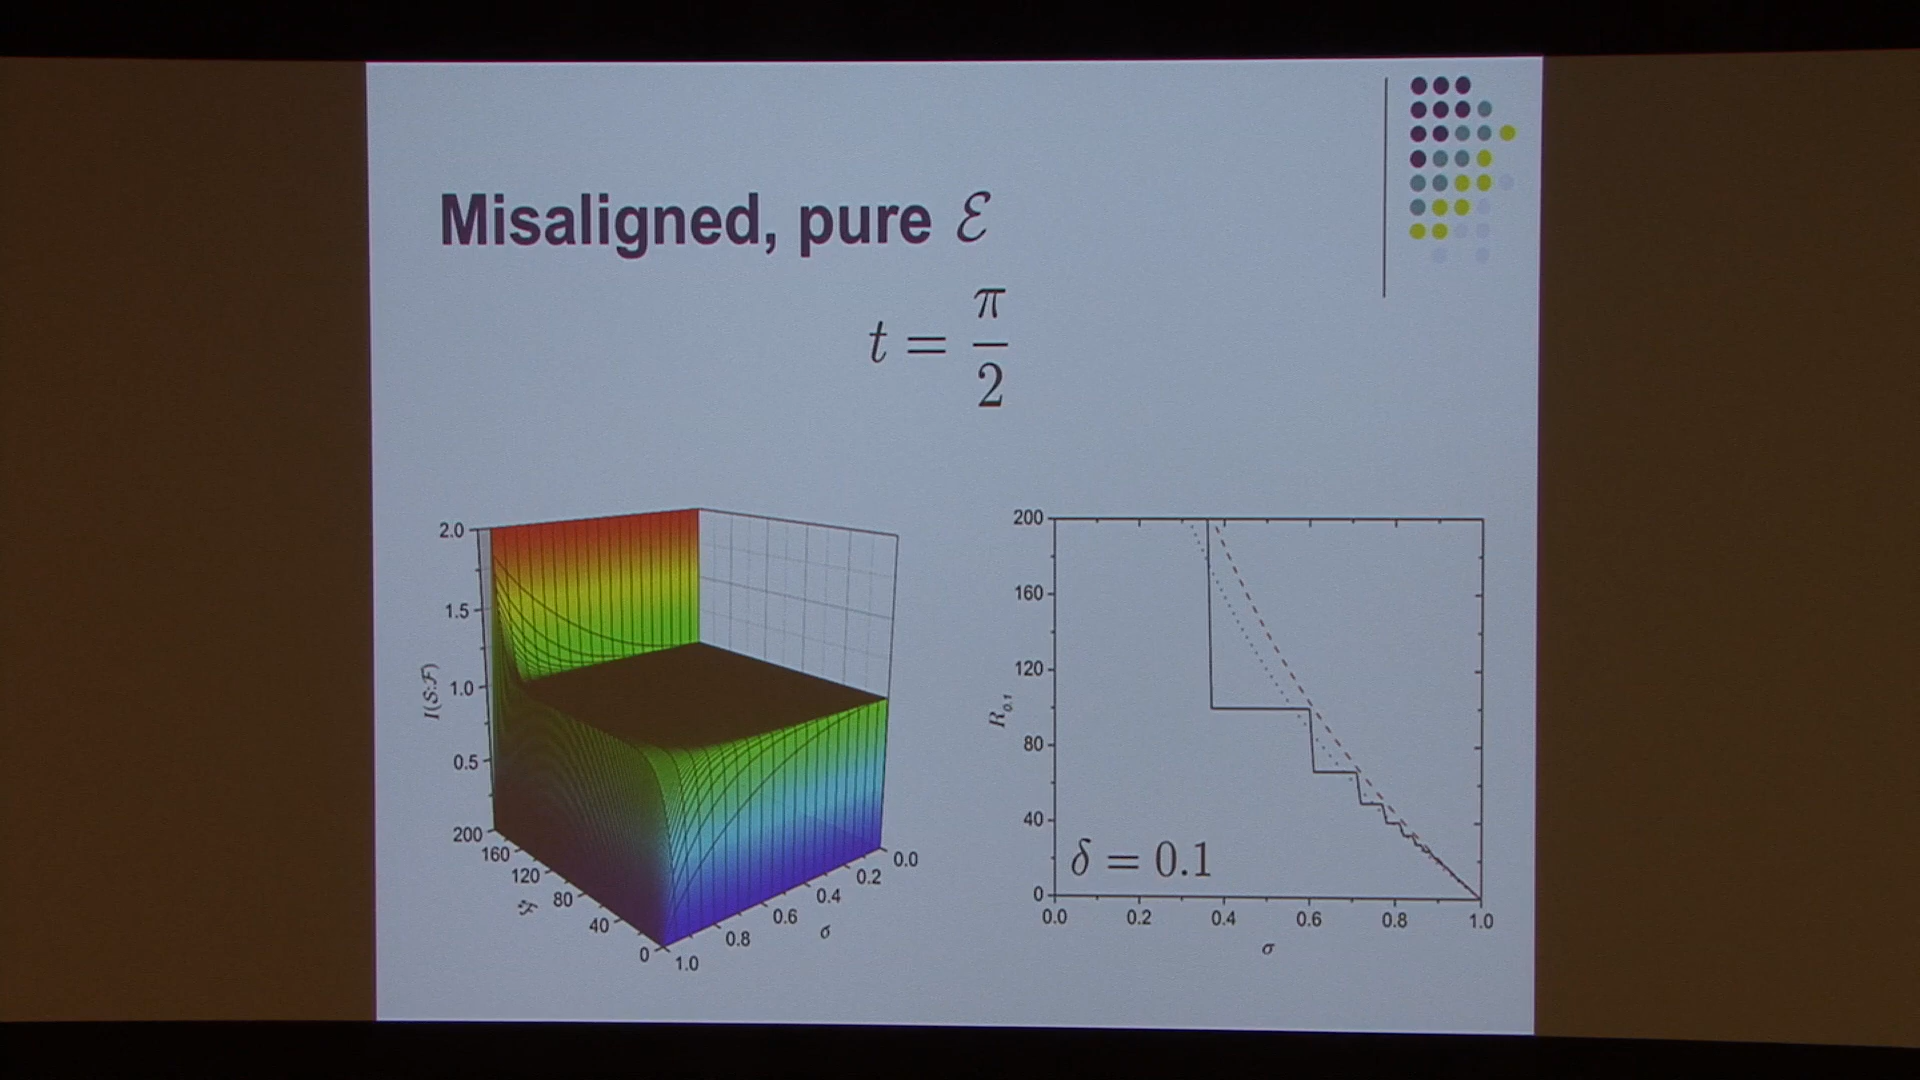 Misaligned, pure ℰ
t = π/2
2.0
1.5
1.0
0.5
I(S:F)
200
160
120
80
40
0
F
1.0
0.8
0.6
0.4
0.2
0.0
σ
200
160
120
80
40
0
R0.1
δ = 0.1
0.0 0.2 0.4 0.6 0.8 1.0
σ